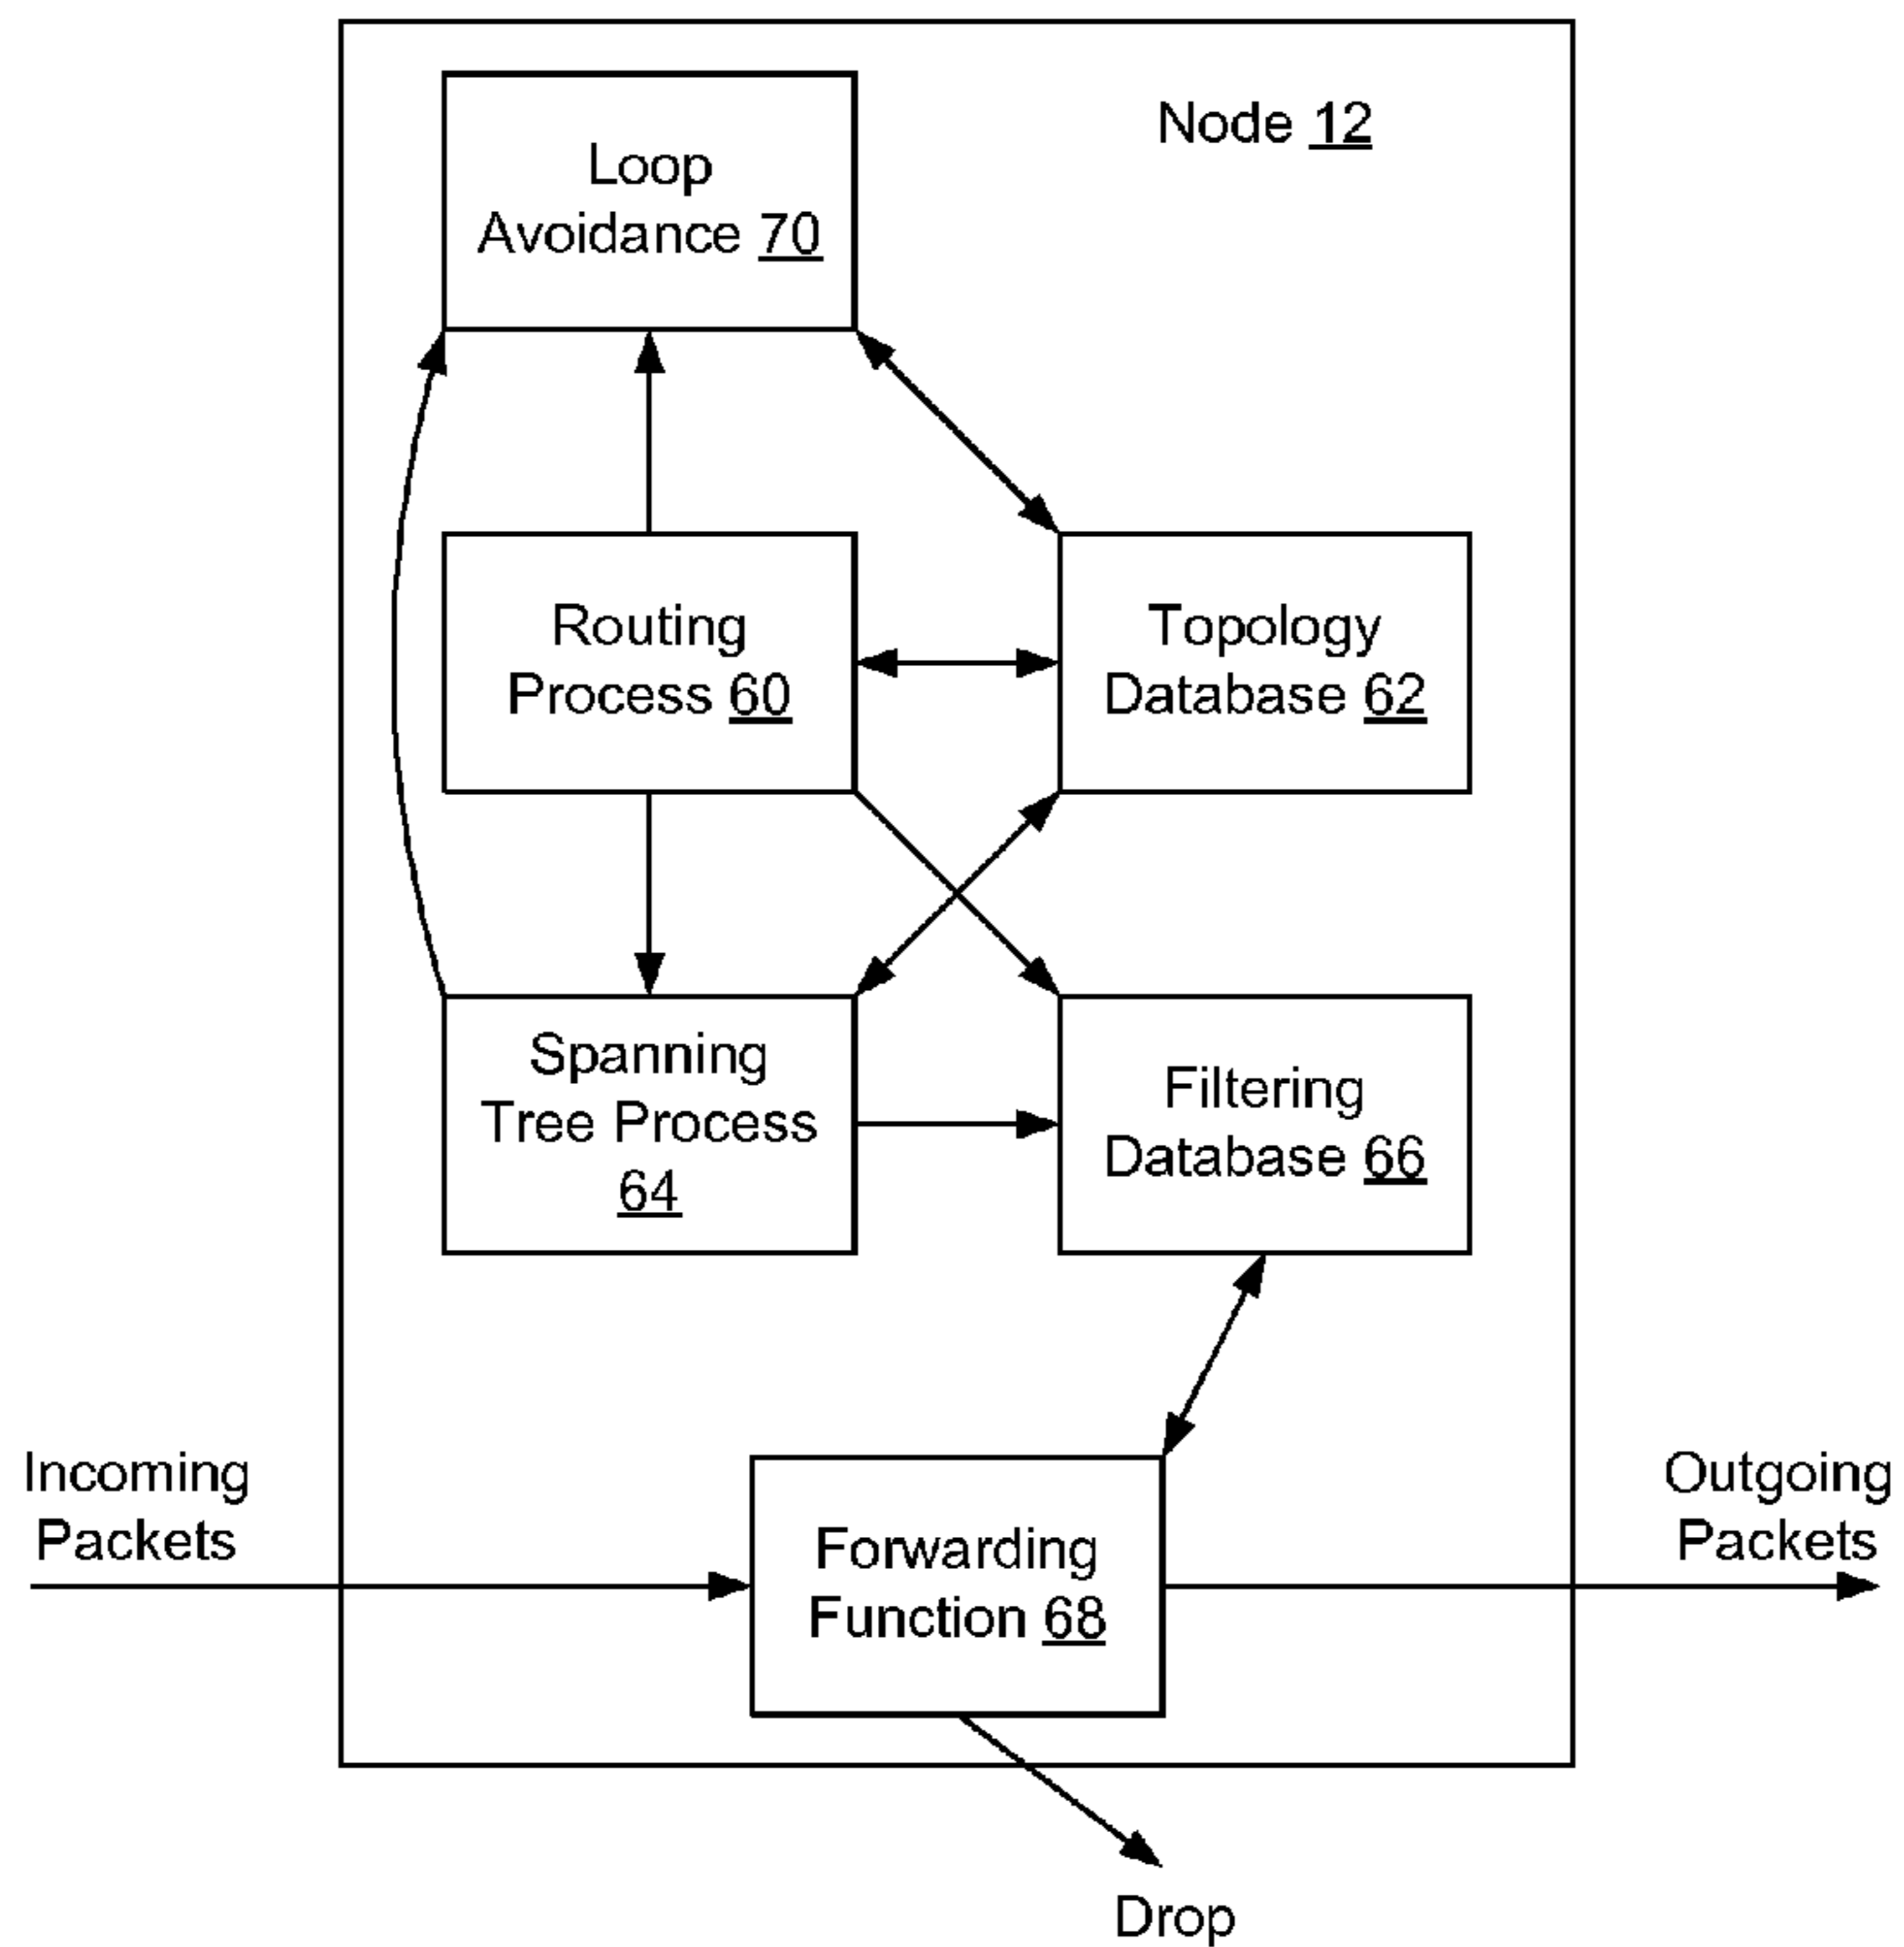 Node 12
Loop
Avoidance 70
Routing
Process 60
Topology
Database 62
Spanning
Tree Process
64
Filtering
Database 66
Incoming
Packets
Forwarding
Function 68
Outgoing
Packets
Drop